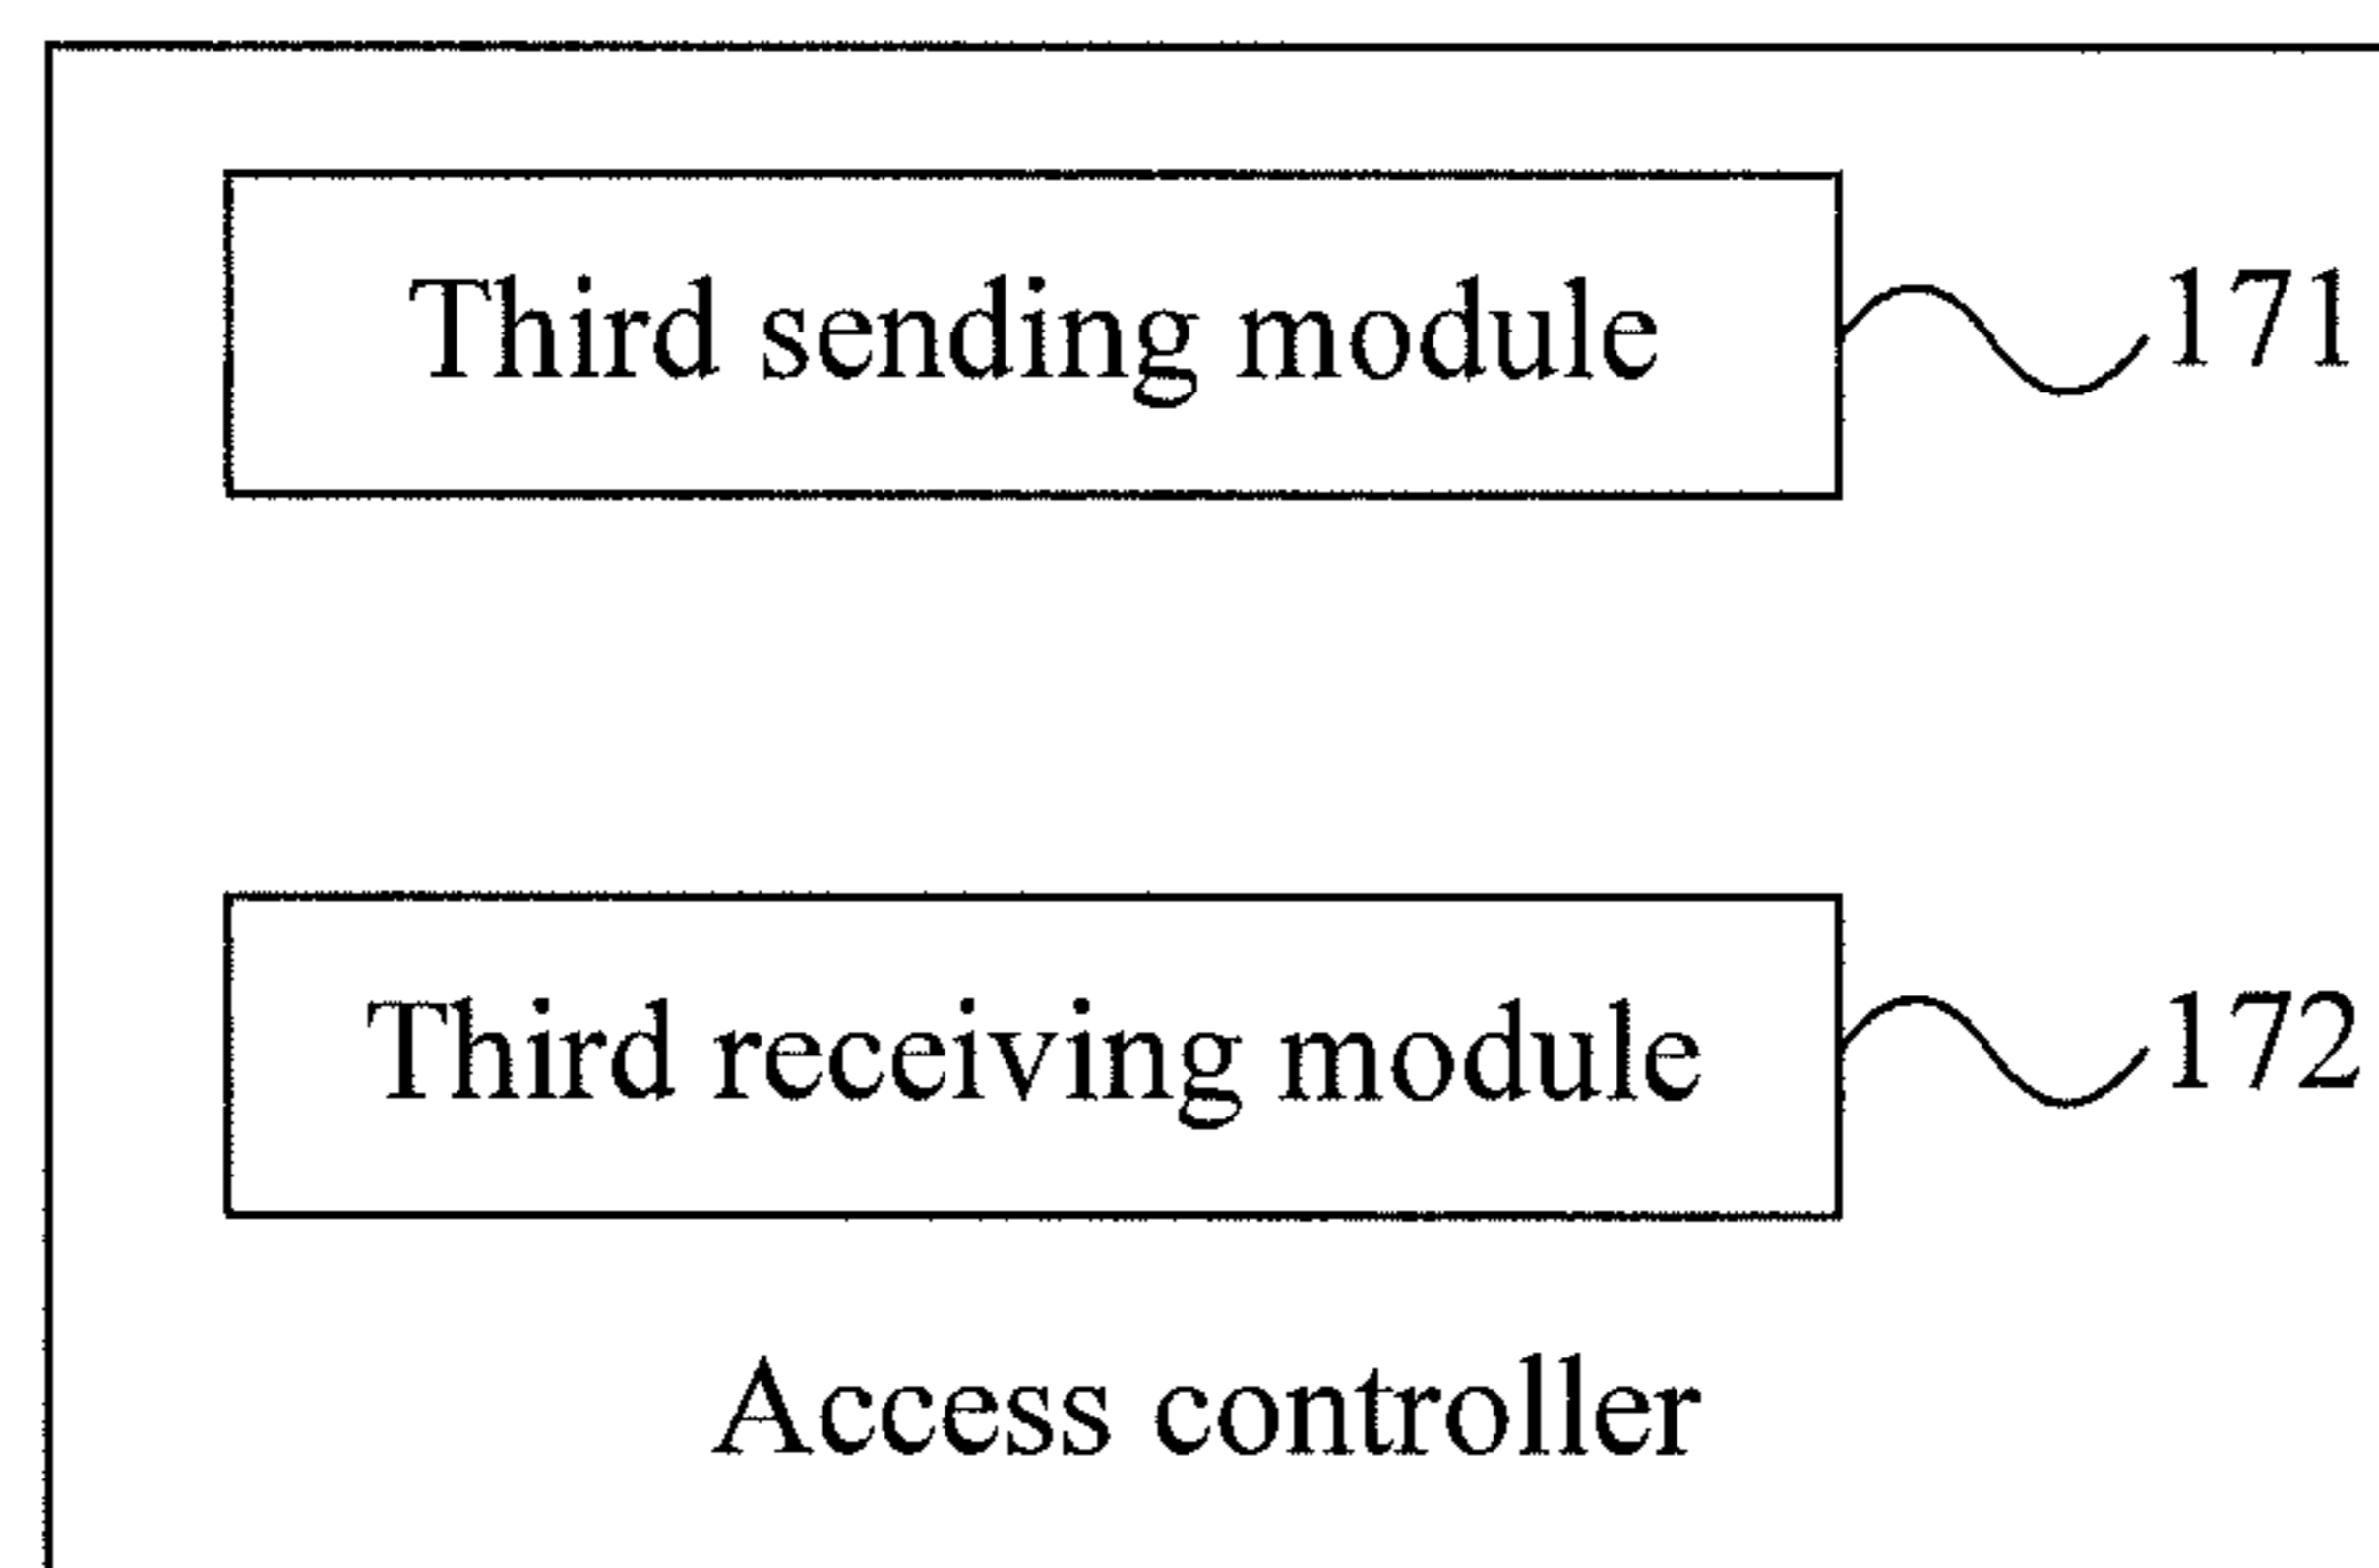 Third sending module 171
Third receiving module 172
Access controller